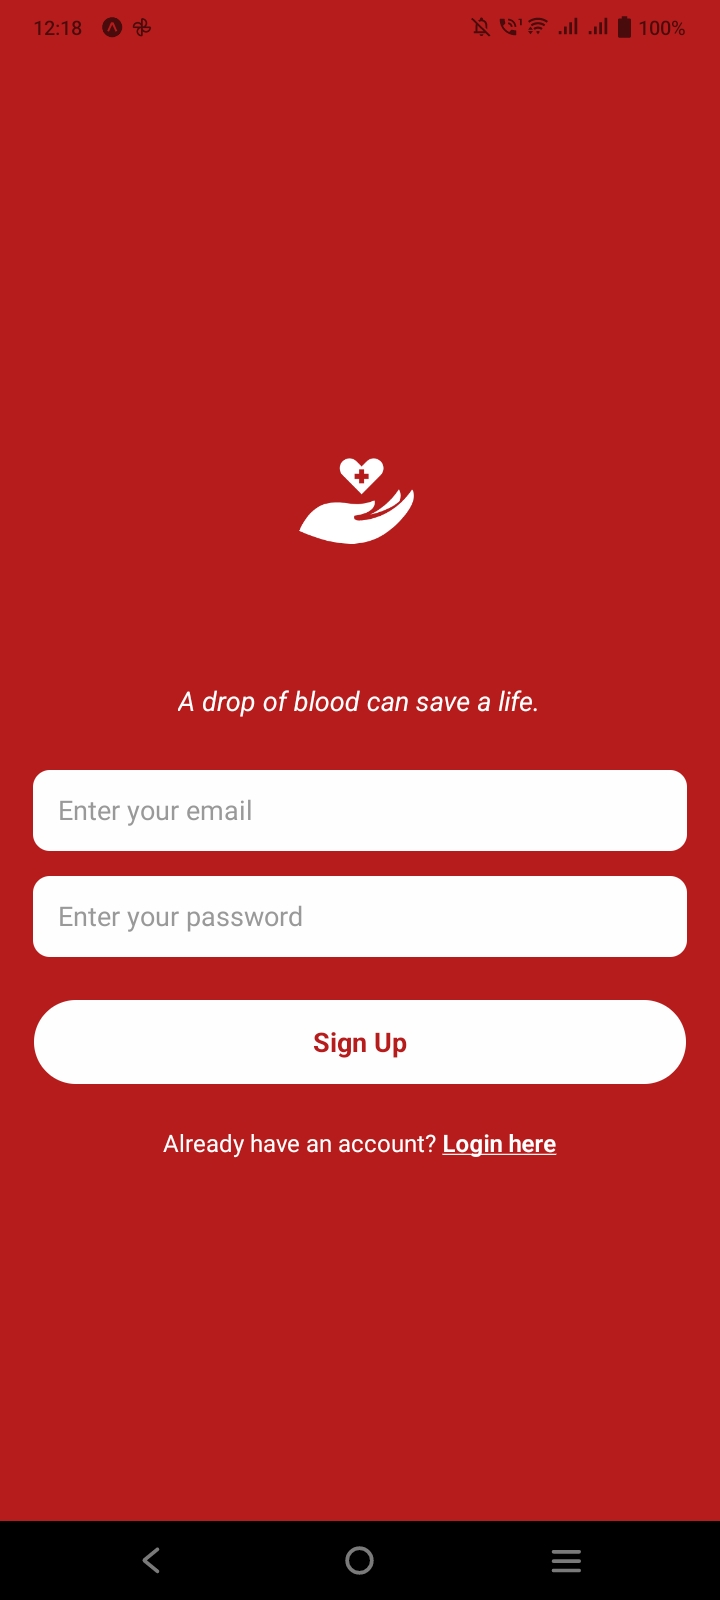 12:18 100%
A drop of blood can save a life.
Enter your email
Enter your password
Sign Up
Already have an account? Login here